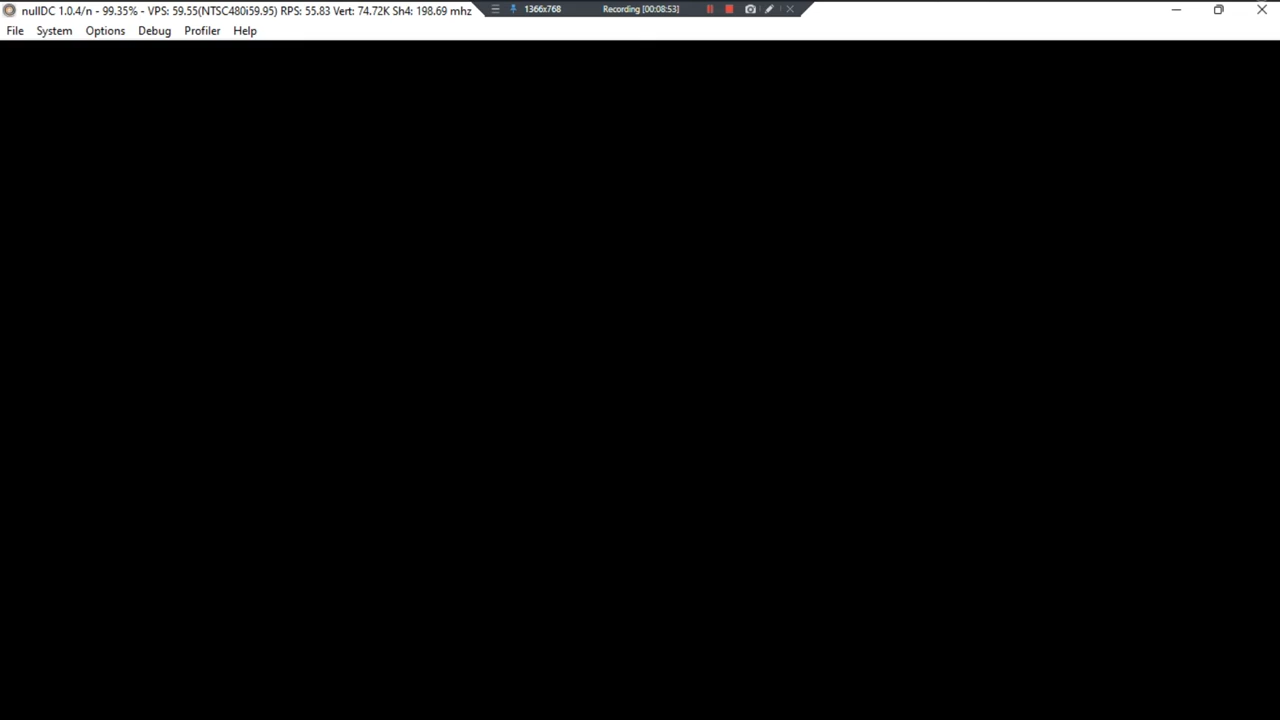 nullDC 1.0.4/n - 99.35% - VPS: 59.55(NTSC480i59.95) RPS: 55.83 Vert: 74.72K Sh4: 198.69 mhz
1366x768 Recording [00:08:53]
File System Options Debug Profiler Help